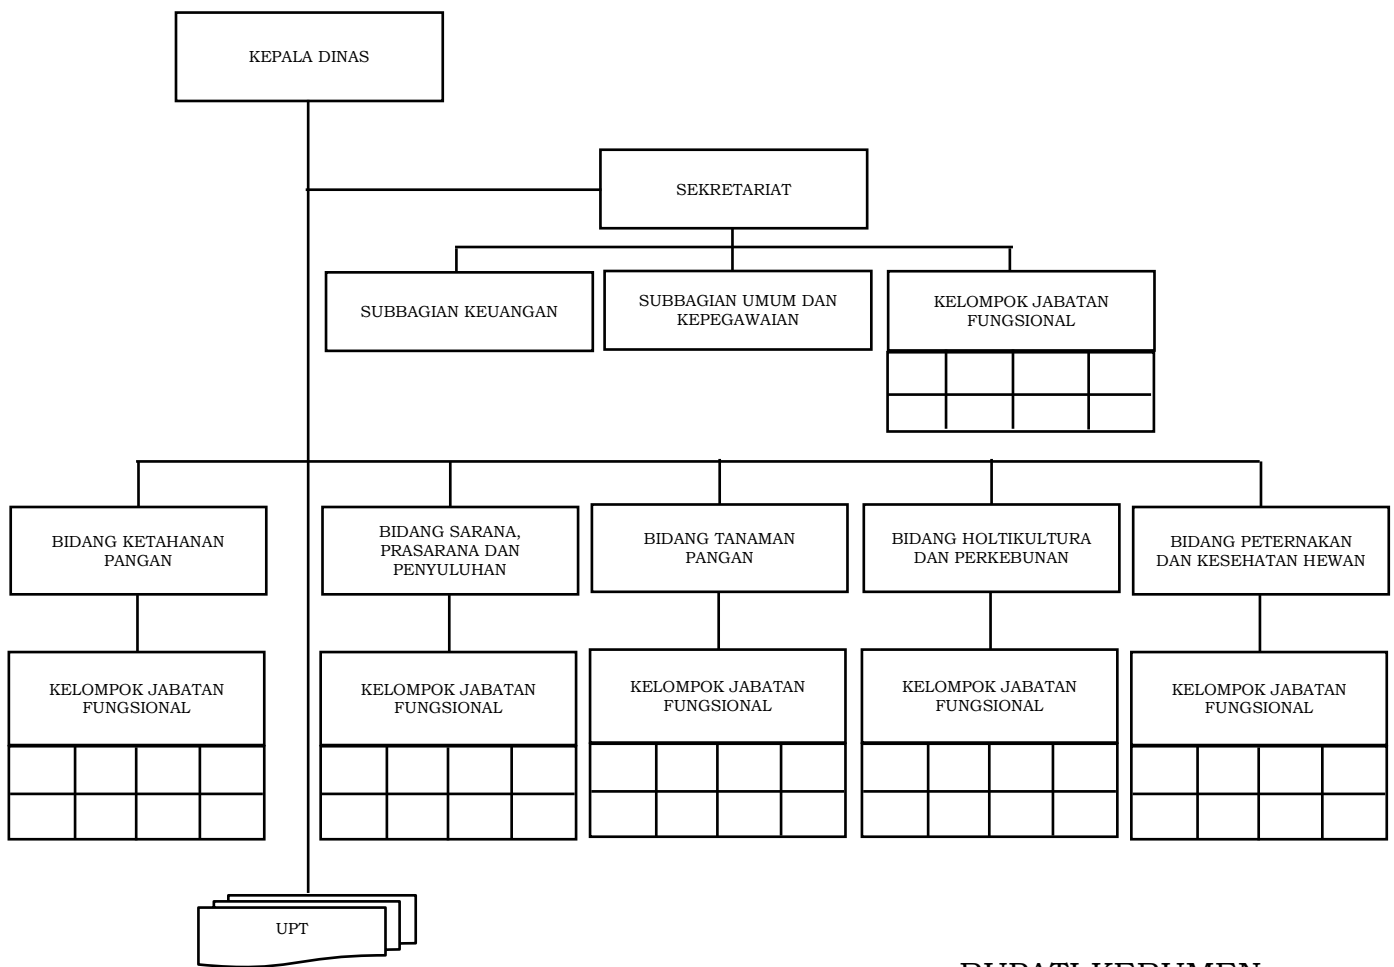 KEPALA DINAS
SEKRETARIAT
SUBBAGIAN KEUANGAN
SUBBAGIAN UMUM DAN
KEPEGAWAIAN
KELOMPOK JABATAN
FUNGSIONAL
BIDANG KETAHANAN
PANGAN
BIDANG SARANA,
PRASARANA DAN
PENYULUHAN
BIDANG TANAMAN
PANGAN
BIDANG HOLTIKULTURA
DAN PERKEBUNAN
BIDANG PETERNAKAN
DAN KESEHATAN HEWAN
KELOMPOK JABATAN
FUNGSIONAL
KELOMPOK JABATAN
FUNGSIONAL
KELOMPOK JABATAN
FUNGSIONAL
KELOMPOK JABATAN
FUNGSIONAL
KELOMPOK JABATAN
FUNGSIONAL
UPT
BUPATI KEBUMEN